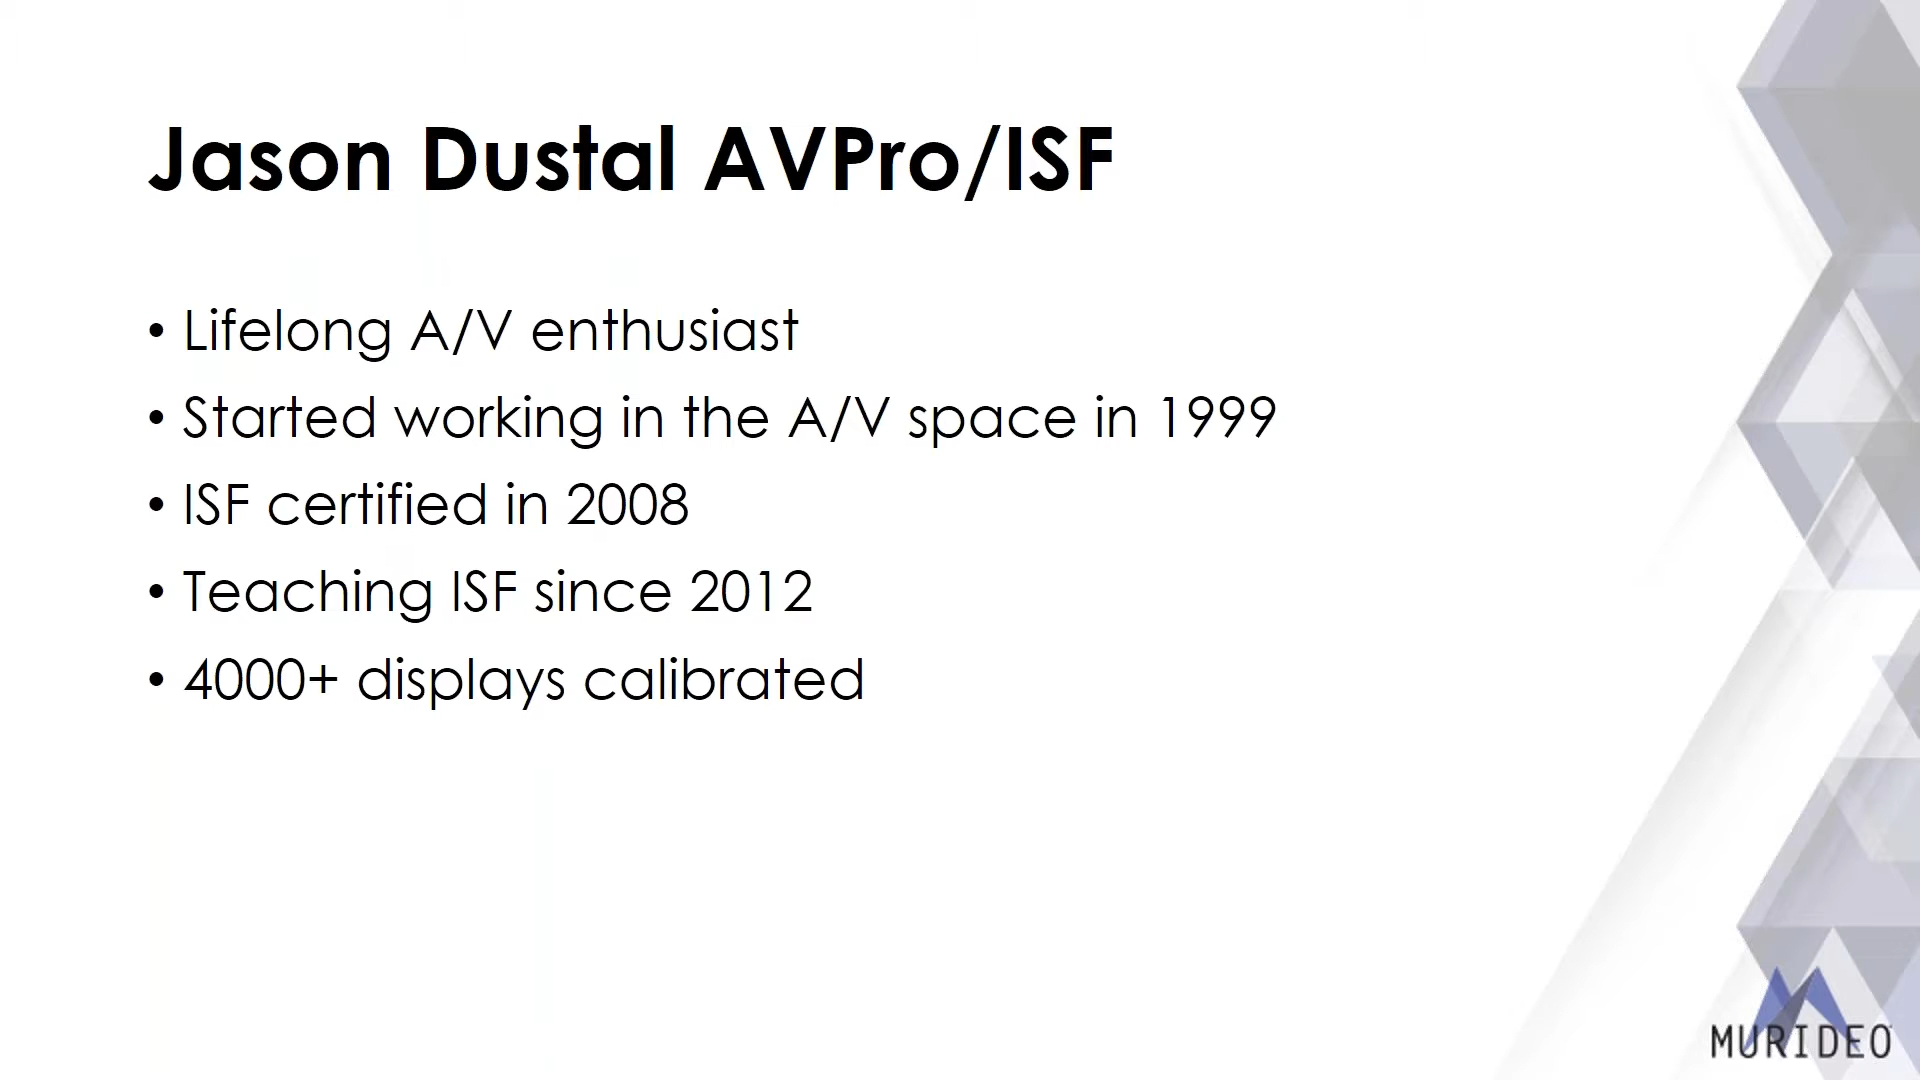 Jason Dustal AVPro/ISF
• Lifelong A/V enthusiast
• Started working in the A/V space in 1999
• ISF certified in 2008
• Teaching ISF since 2012
• 4000+ displays calibrated
MURIDEO